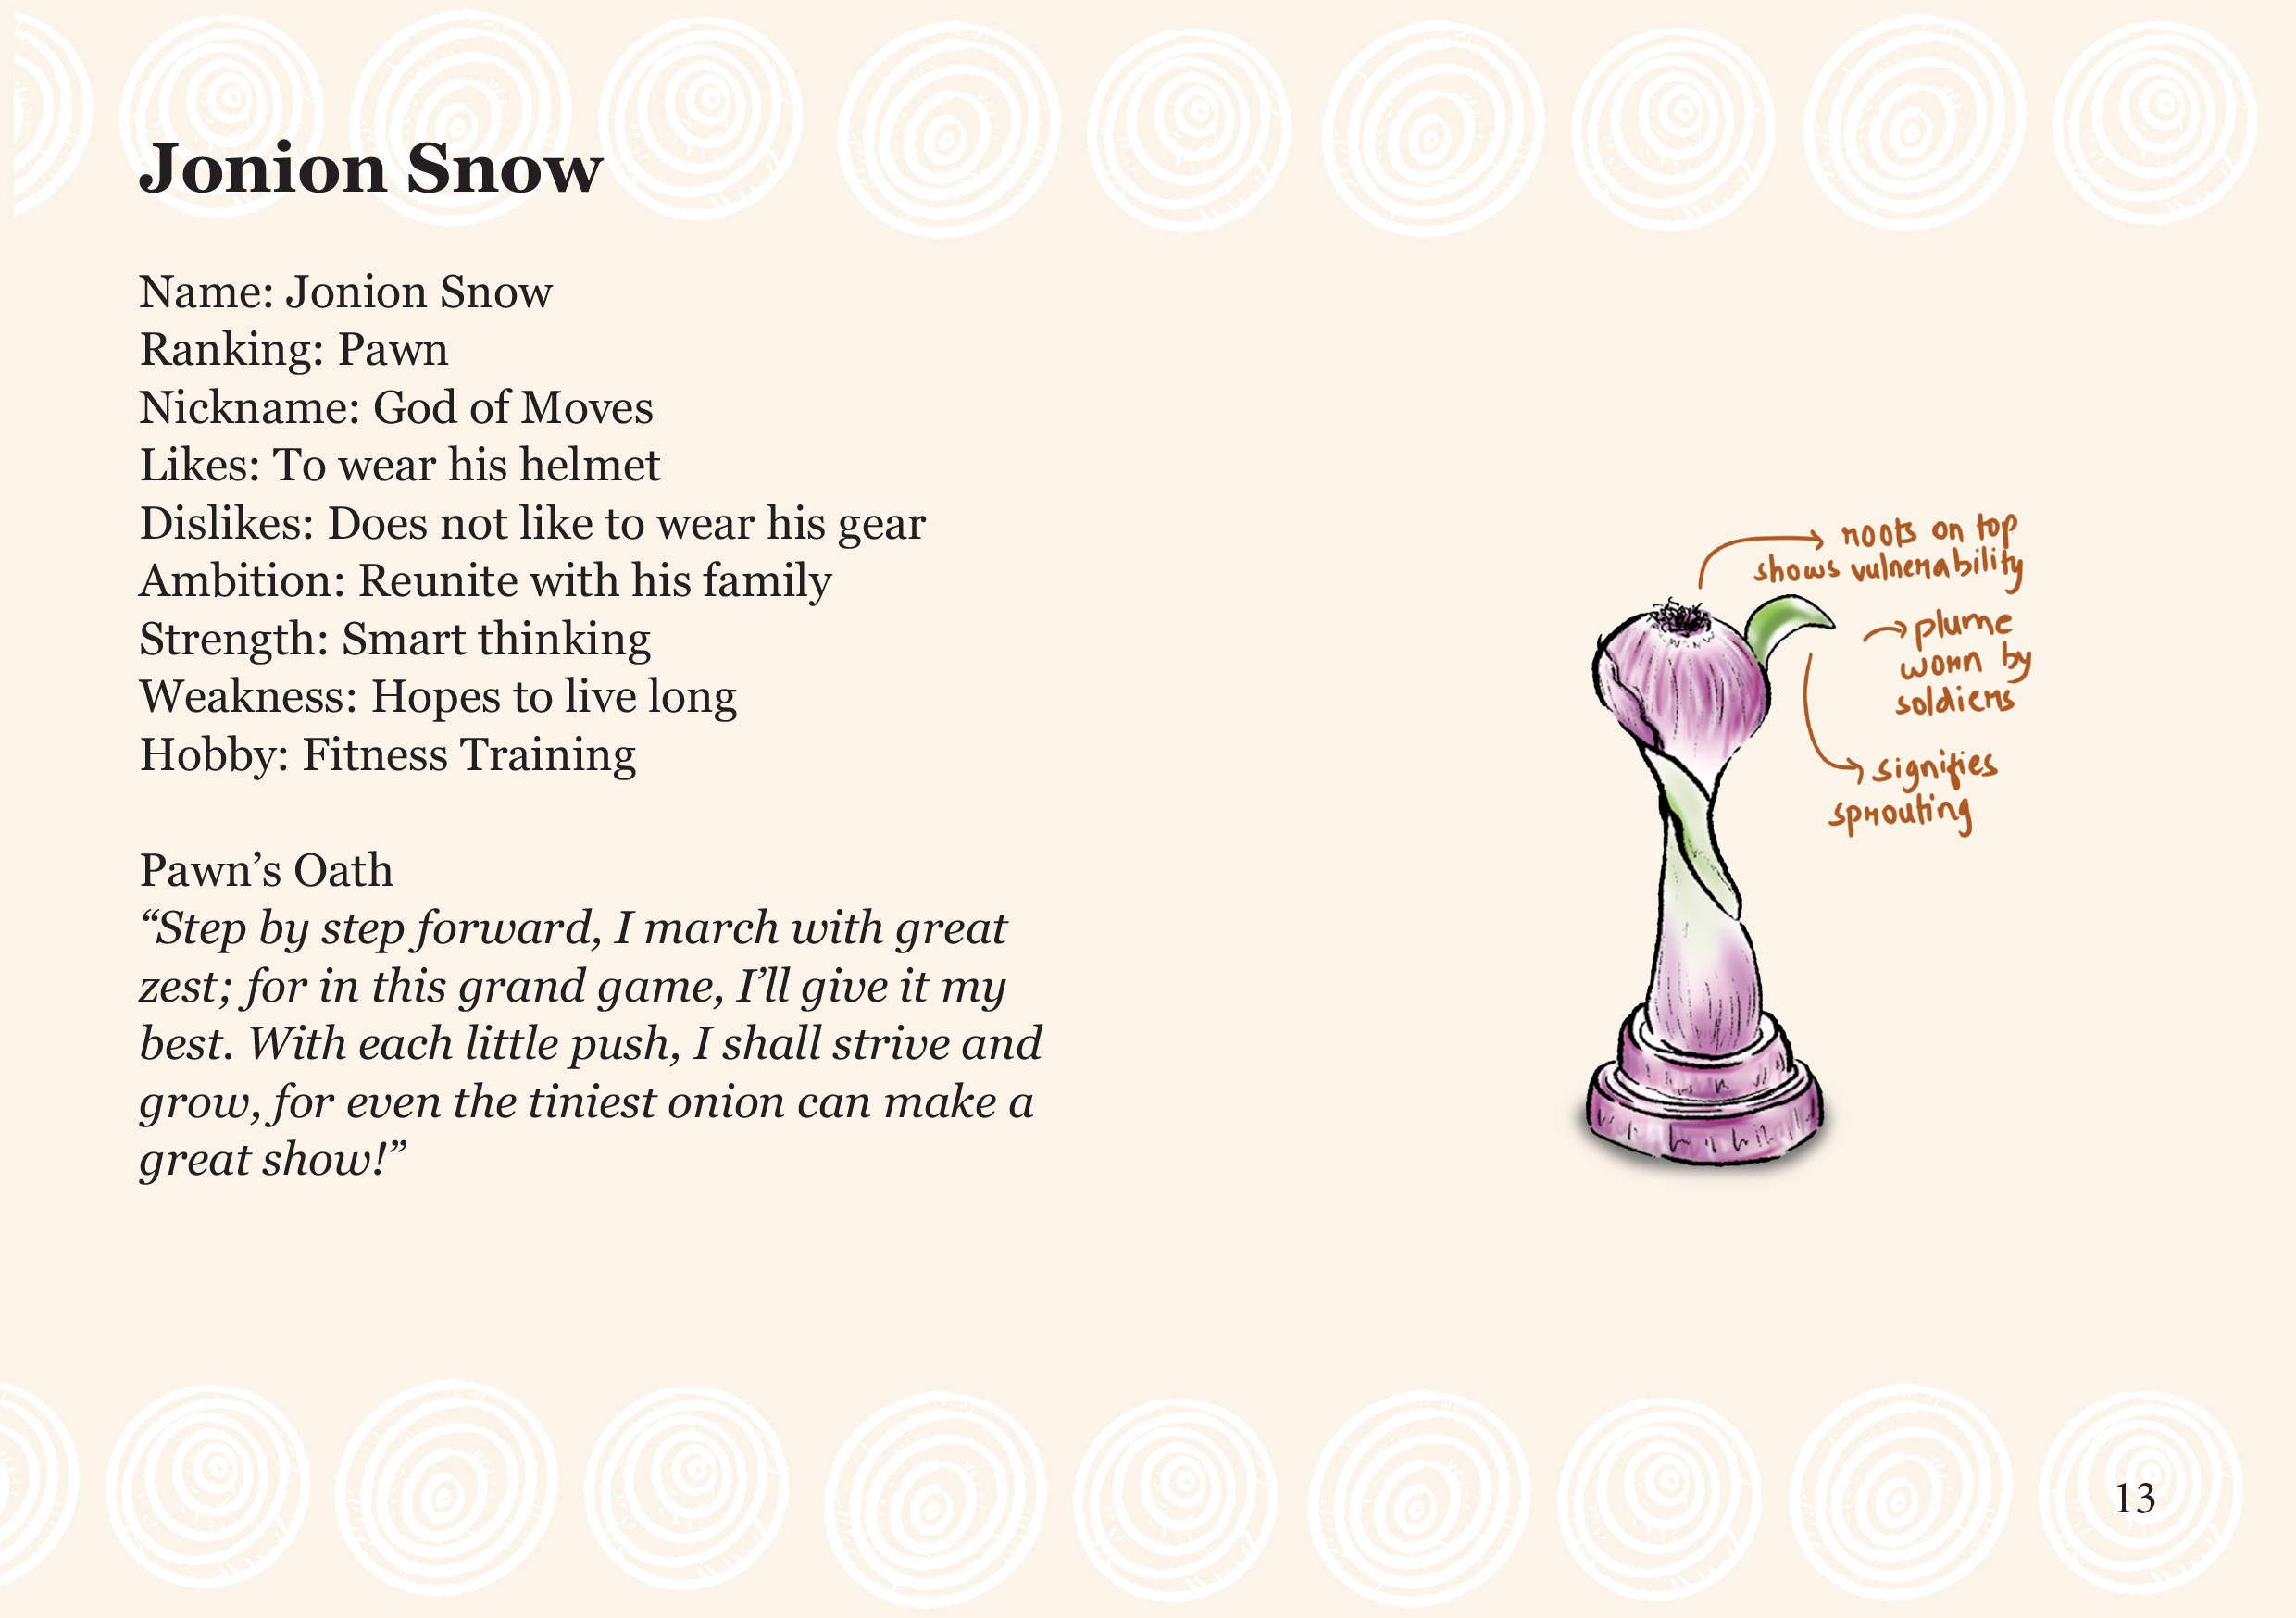 Jonion Snow
Name: Jonion Snow
Ranking: Pawn
Nickname: God of Moves
Likes: To wear his helmet
Dislikes: Does not like to wear his gear
Ambition: Reunite with his family
Strength: Smart thinking
Weakness: Hopes to live long
Hobby: Fitness Training
Pawn’s Oath
“Step by step forward, I march with great
zest; for in this grand game, I’ll give it my
best. With each little push, I shall strive and
grow, for even the tiniest onion can make a
great show!”
roots on top
shows vulnerability
plume
worn by
soldiers
signifies
sprouting
13